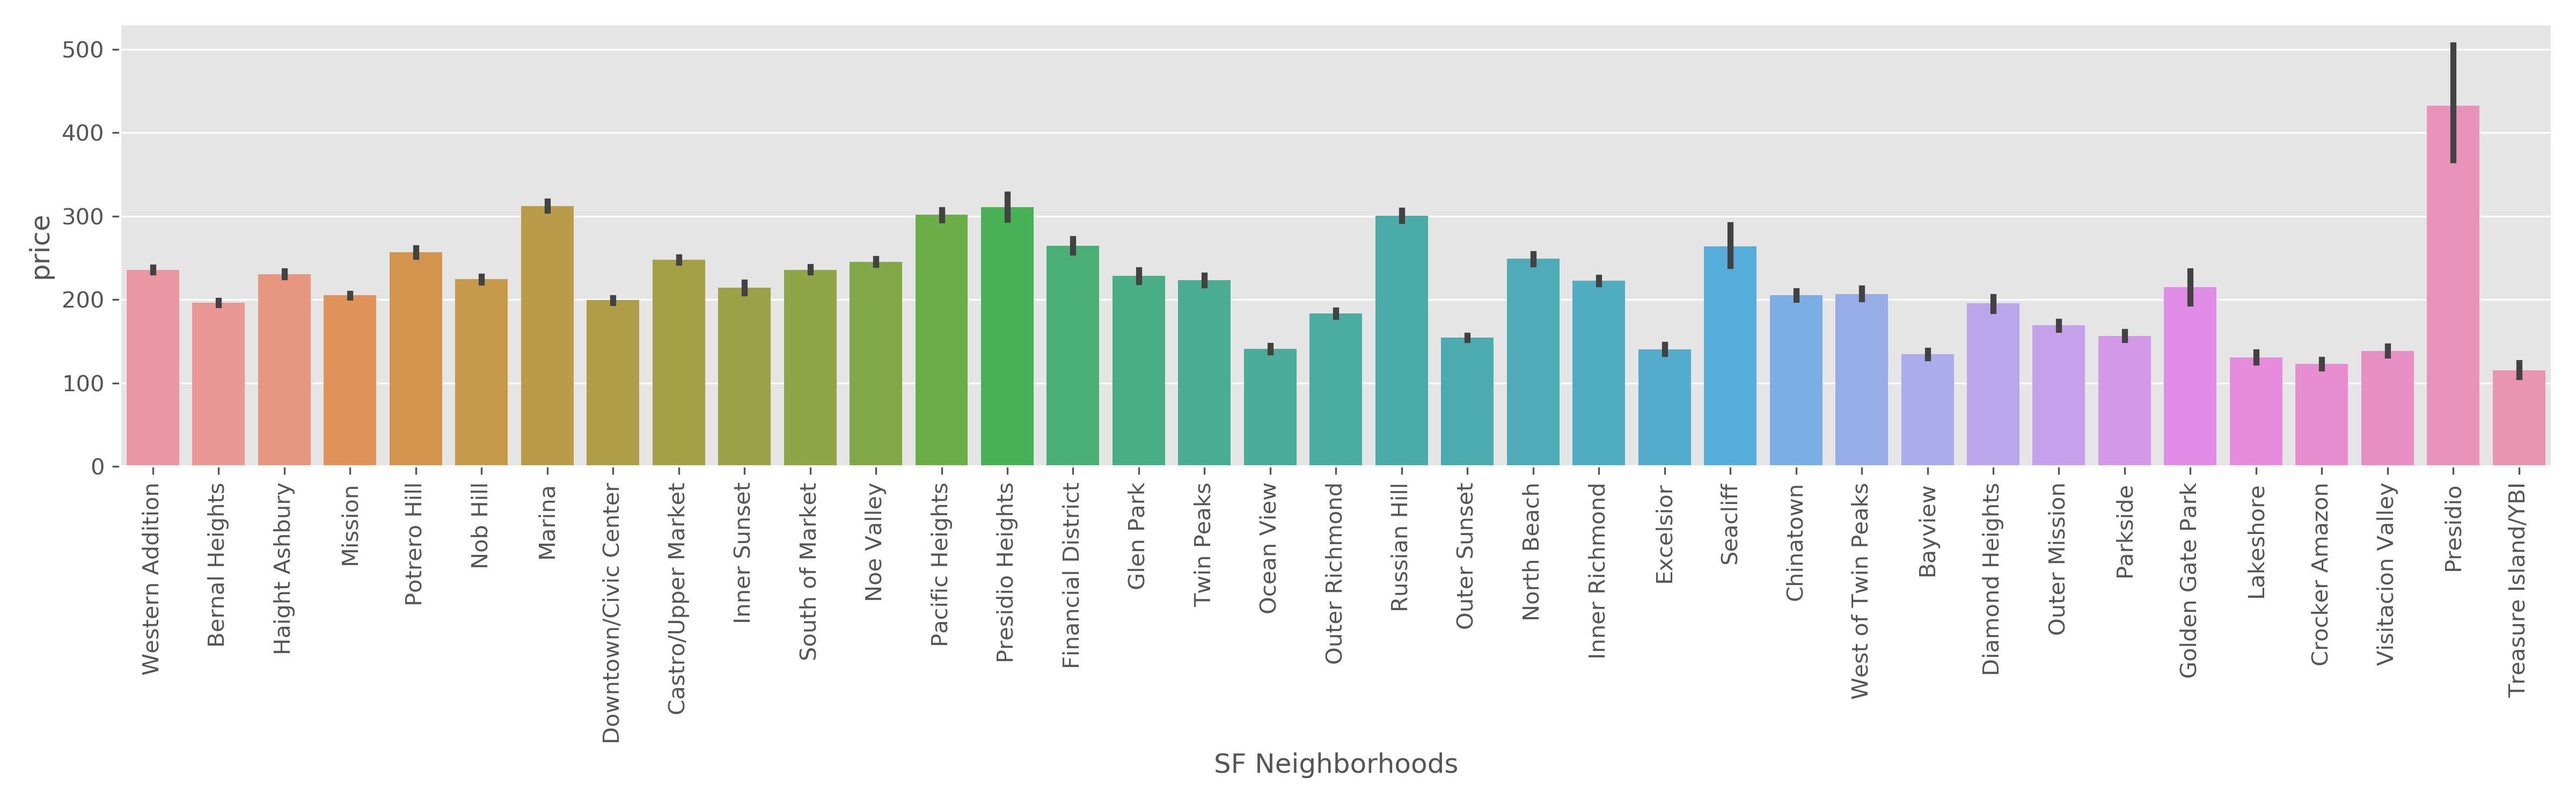 500
400
300
200
100
0
price
Western Addition
Bernal Heights
Haight Ashbury
Mission
Potrero Hill
Nob Hill
Marina
Downtown/Civic Center
Castro/Upper Market
Inner Sunset
South of Market
Noe Valley
Pacific Heights
Presidio Heights
Financial District
Glen Park
Twin Peaks
Ocean View
Outer Richmond
Russian Hill
Outer Sunset
North Beach
Inner Richmond
Excelsior
Seacliff
Chinatown
West of Twin Peaks
Bayview
Diamond Heights
Outer Mission
Parkside
Golden Gate Park
Lakeshore
Crocker Amazon
Visitacion Valley
Presidio
Treasure Island/YBI
SF Neighborhoods